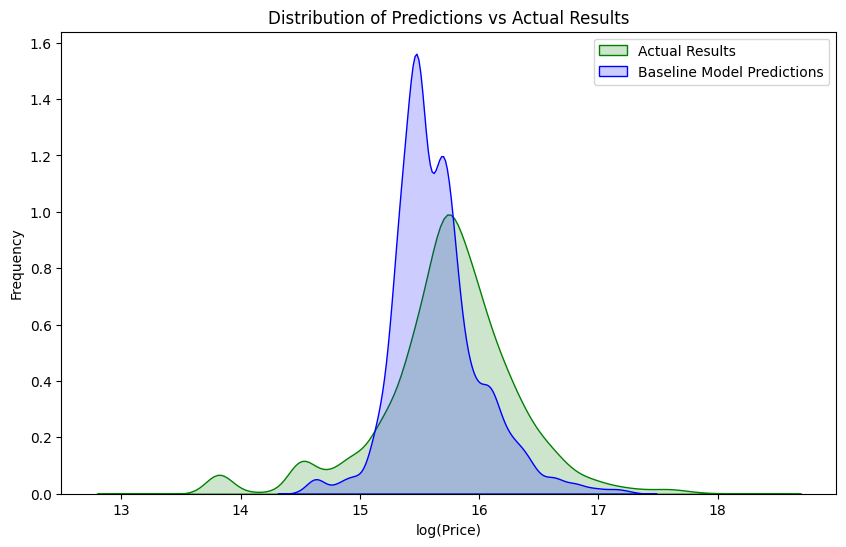 Distribution of Predictions vs Actual Results
Actual Results
Baseline Model Predictions
Frequency
1.6
1.4
1.2
1.0
0.8
0.6
0.4
0.2
0.0
13 14 15 16 17 18
log(Price)